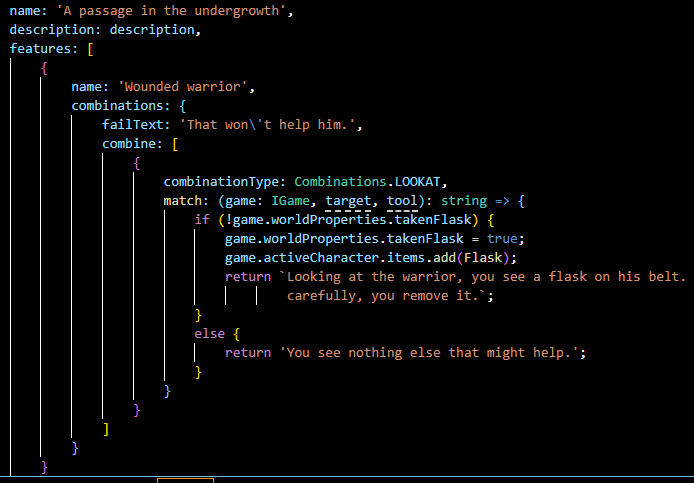 name: 'A passage in the undergrowth',
description: description,
features: [
{
name: 'Wounded warrior',
combinations: {
failText: 'That won\'t help him.',
combine: [
{
combinationType: Combinations.LOOKAT,
match: (game: IGame, target, tool): string => {
if (!game.worldProperties.takenFlask) {
game.worldProperties.takenFlask = true;
game.activeCharacter.items.add(Flask);
return `Looking at the warrior, you see a flask on his belt.
carefully, you remove it.`;
}
else {
return 'You see nothing else that might help.';
}
}
}
]
}
}